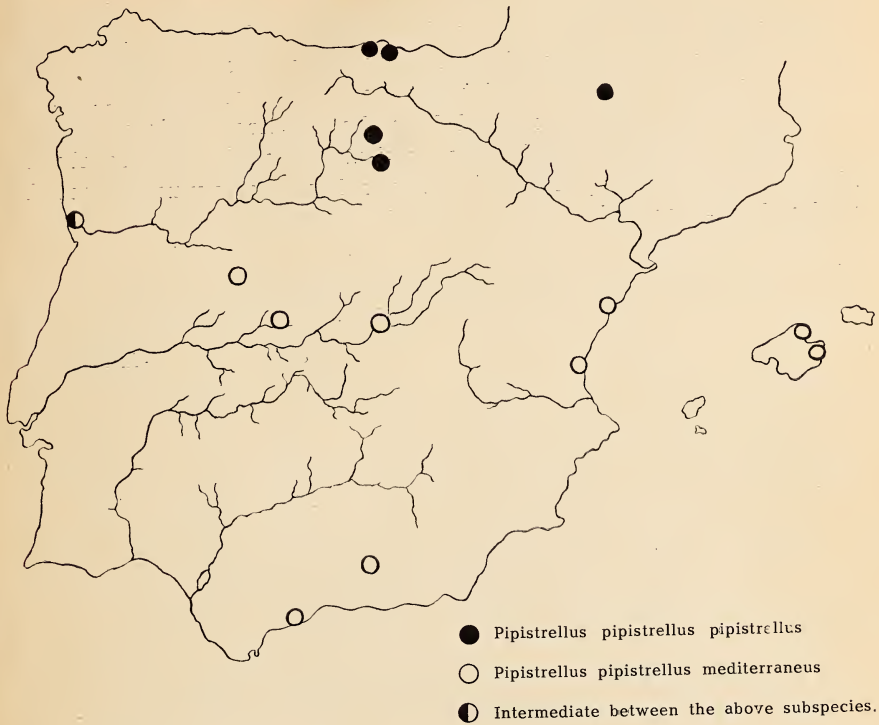 Pipistrellus pipistrellus pipistrellus
Pipistrellus pipistrellus mediterraneus
Intermediate between the above subspecies.